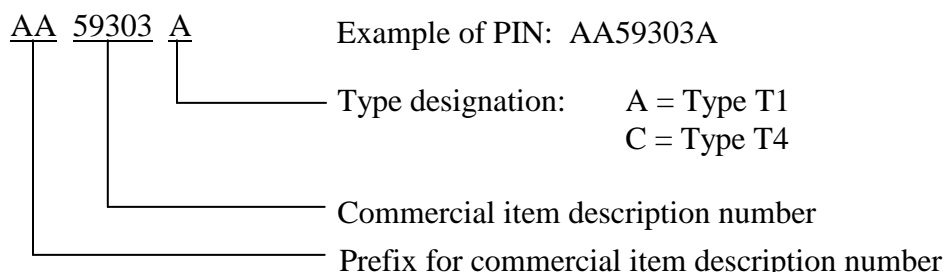 AA 59303 A Example of PIN: AA59303A
Type designation: A = Type T1
C = Type T4
Commercial item description number
Prefix for commercial item description number